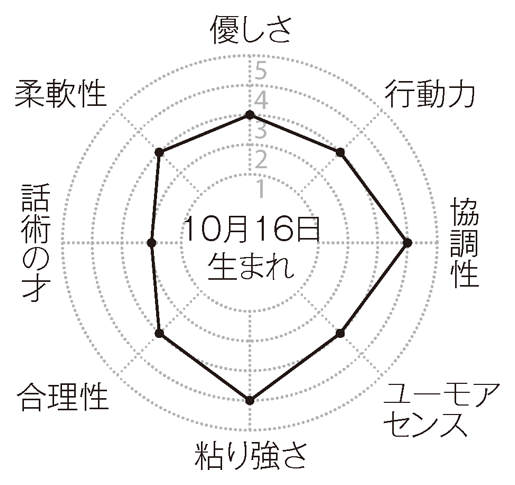 優しさ
行動力
協調性
ユーモア
センス
粘り強さ
合理性
話術の才
柔軟性
5
4
3
2
1
10月16日
生まれ